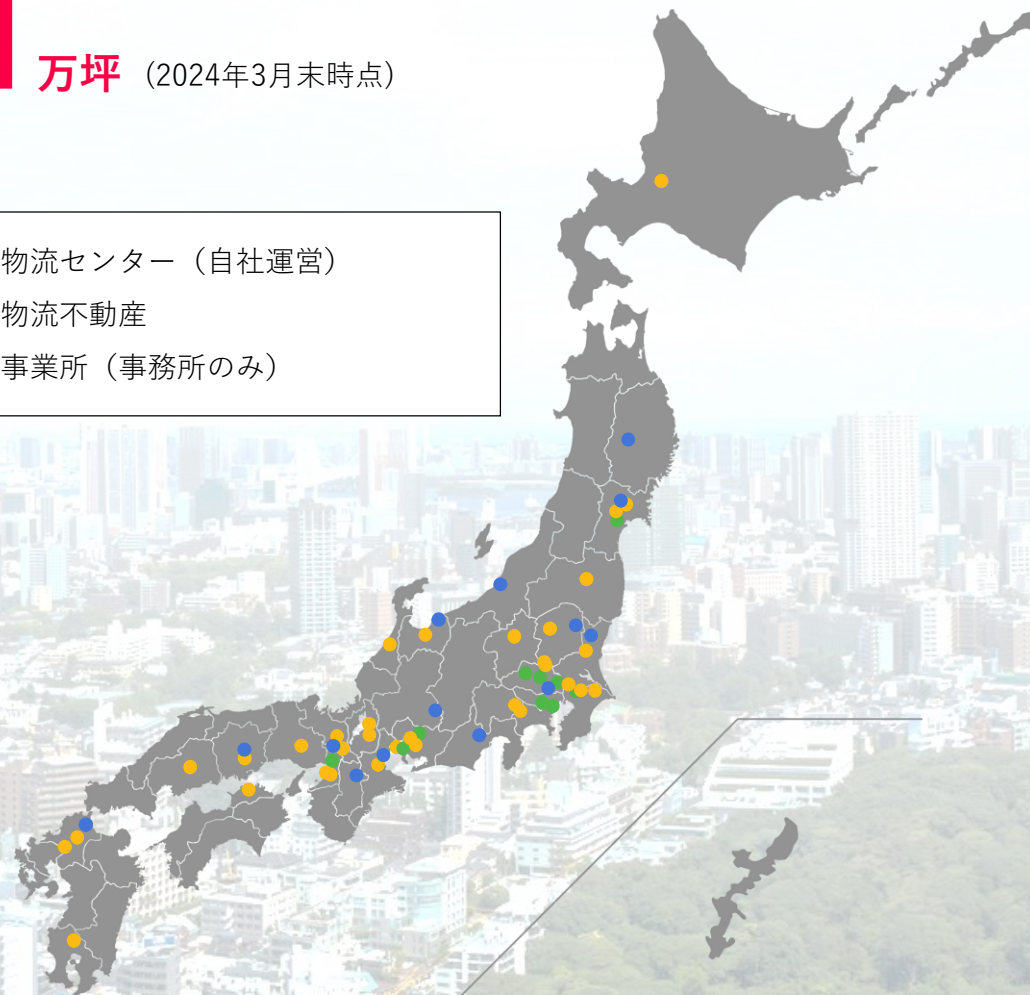 万坪 (2024年3月末時点)
物流センター（自社運営）
物流不動産
事業所（事務所のみ）